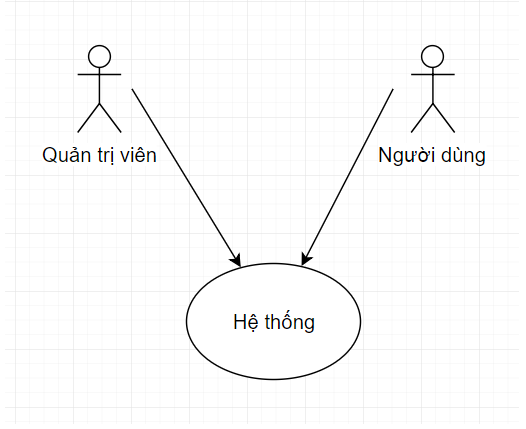 Quản trị viên
Người dùng
Hệ thống